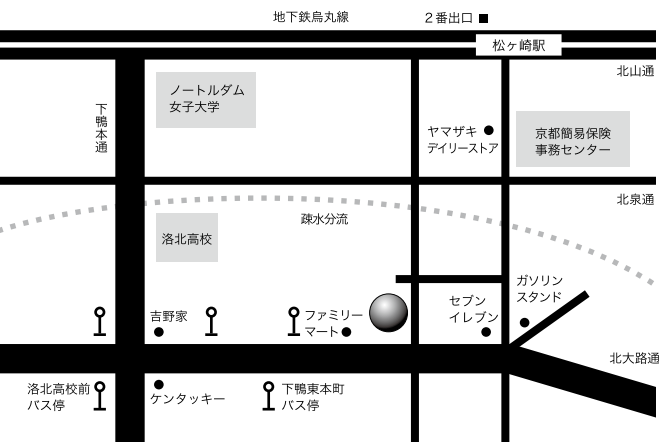 地下鉄烏丸線
２番出口
松ヶ崎駅
北山通
ノートルダム
女子大学
下鴨本通
ヤマザキ
デイリーストア
京都簡易保険
事務センター
北泉通
疎水分流
洛北高校
ガソリン
スタンド
セブン
イレブン
吉野家
ファミリー
マート
北大路通
洛北高校前
バス停
ケンタッキー
下鴨東本町
バス停